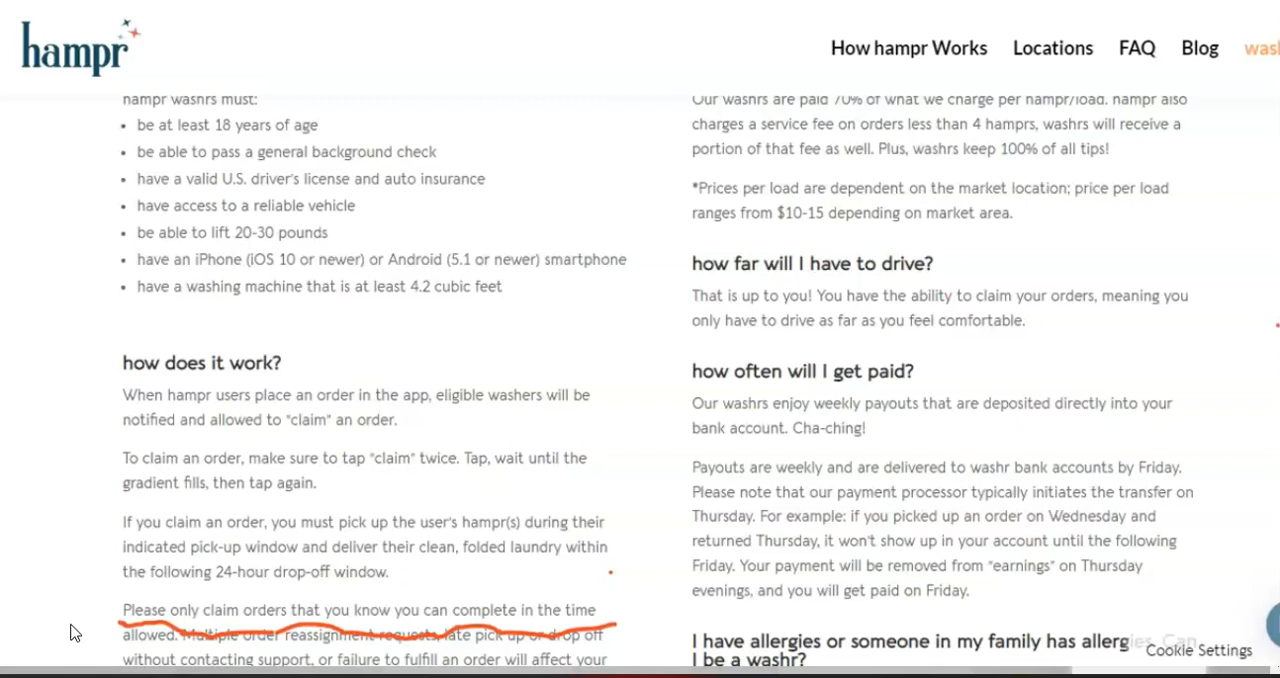 hampr
How hampr Works
Locations
FAQ
Blog
wash
hampr washrs must:
• be at least 18 years of age
• be able to pass a general background check
• have a valid U.S. driver's license and auto insurance
• have access to a reliable vehicle
• be able to lift 20-30 pounds
• have an iPhone (iOS 10 or newer) or Android (5.1 or newer) smartphone
• have a washing machine that is at least 4.2 cubic feet
how does it work?
When hampr users place an order in the app, eligible washers will be
notified and allowed to "claim" an order.
To claim an order, make sure to tap "claim" twice. Tap, wait until the
gradient fills, then tap again.
If you claim an order, you must pick up the user's hampr(s) during their
indicated pick-up window and deliver their clean, folded laundry within
the following 24-hour drop-off window.
Please only claim orders that you know you can complete in the time
allowed. Multiple order reassignment requests, late pick up or drop off
without contacting support, or failure to fulfill an order will affect your
Our washrs are paid 70% of what we charge per hampr/load. hampr also
charges a service fee on orders less than 4 hamprs, washrs will receive a
portion of that fee as well. Plus, washrs keep 100% of all tips!
*Prices per load are dependent on the market location; price per load
ranges from $10-15 depending on market area.
how far will I have to drive?
That is up to you! You have the ability to claim your orders, meaning you
only have to drive as far as you feel comfortable.
how often will I get paid?
Our washrs enjoy weekly payouts that are deposited directly into your
bank account. Cha-ching!
Payouts are weekly and are delivered to washr bank accounts by Friday.
Please note that our payment processor typically initiates the transfer on
Thursday. For example: if you picked up an order on Wednesday and
returned Thursday, it won't show up in your account until the following
Friday. Your payment will be removed from "earnings" on Thursday
evenings, and you will get paid on Friday.
I have allergies or someone in my family has allergies. Can
I be a washr?
Cookie Settings